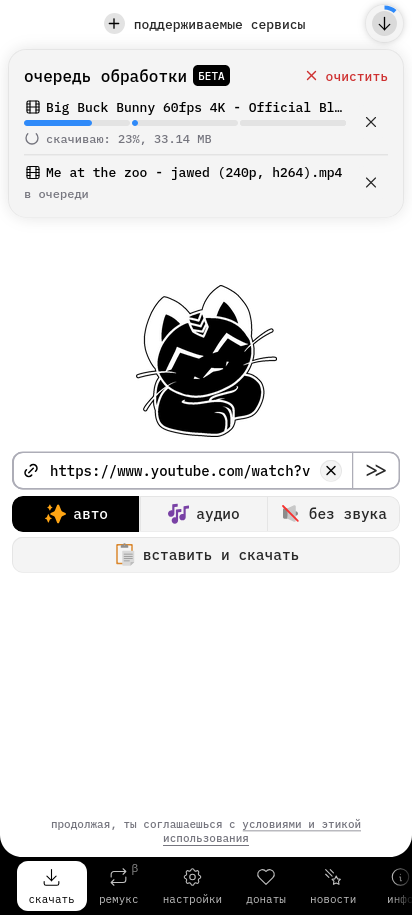 поддерживаемые сервисы
очередь обработки БЕТА
очистить
Big Buck Bunny 60fps 4K - Official Bl…
скачиваю: 23%, 33.14 MB
Me at the zoo - jawed (240p, h264).mp4
в очереди
https://www.youtube.com/watch?v
авто
аудио
без звука
вставить и скачать
продолжая, ты соглашаешься с условиями и этикой
использования
скачать
ремукс β
настройки
донаты
новости
инфо